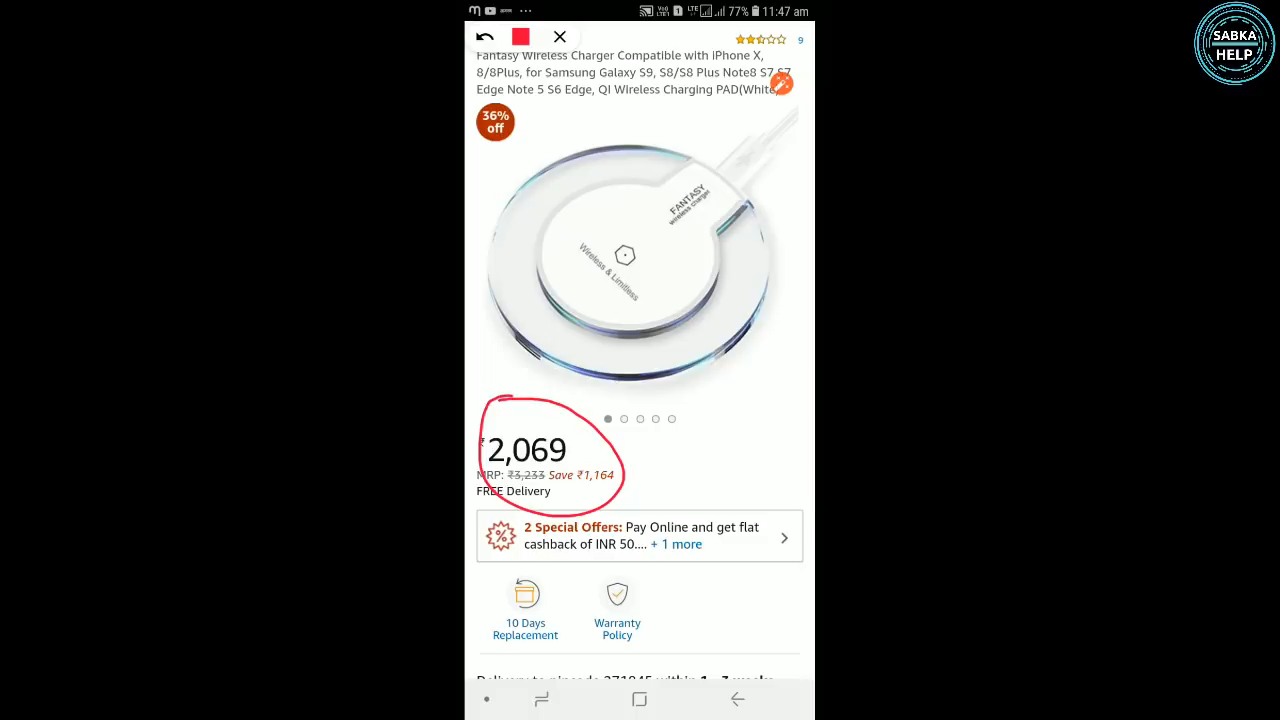 77% 11:47 am
SABKA
HELP
9
Fantasy Wireless Charger Compatible with iPhone X,
8/8Plus, for Samsung Galaxy S9, S8/S8 Plus Note8 S7 S7
Edge Note 5 S6 Edge, QI Wireless Charging PAD(White)
36%
off
FANTASY
wireless charger
Wireless & Limitless
₹2,069
MRP: ₹3,233 Save ₹1,164
FREE Delivery
2 Special Offers: Pay Online and get flat
cashback of INR 50.... + 1 more
10 Days
Replacement
Warranty
Policy